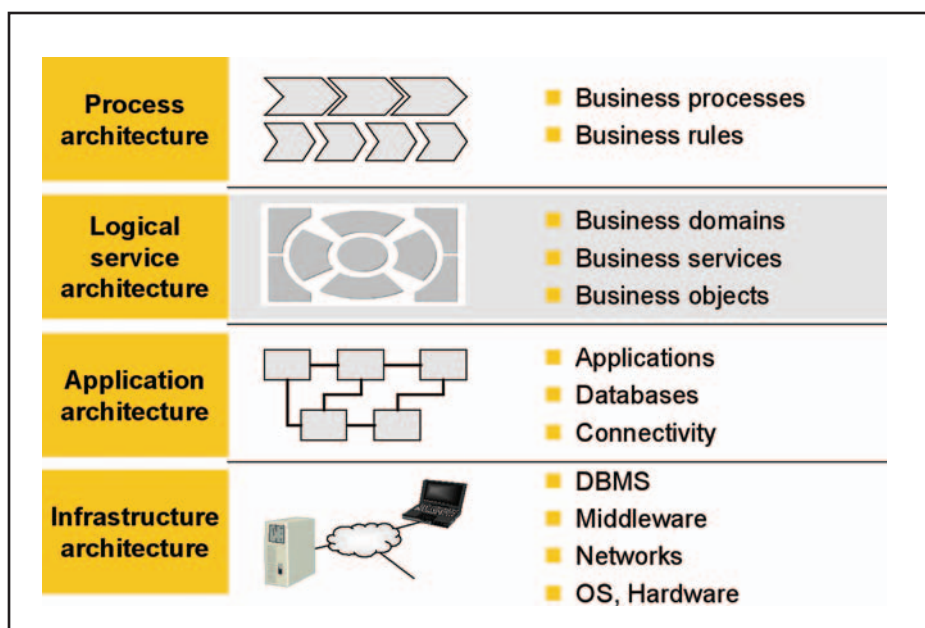 Process
architecture
Business processes
Business rules
Logical
service
architecture
Business domains
Business services
Business objects
Application
architecture
Applications
Databases
Connectivity
Infrastructure
architecture
DBMS
Middleware
Networks
OS, Hardware